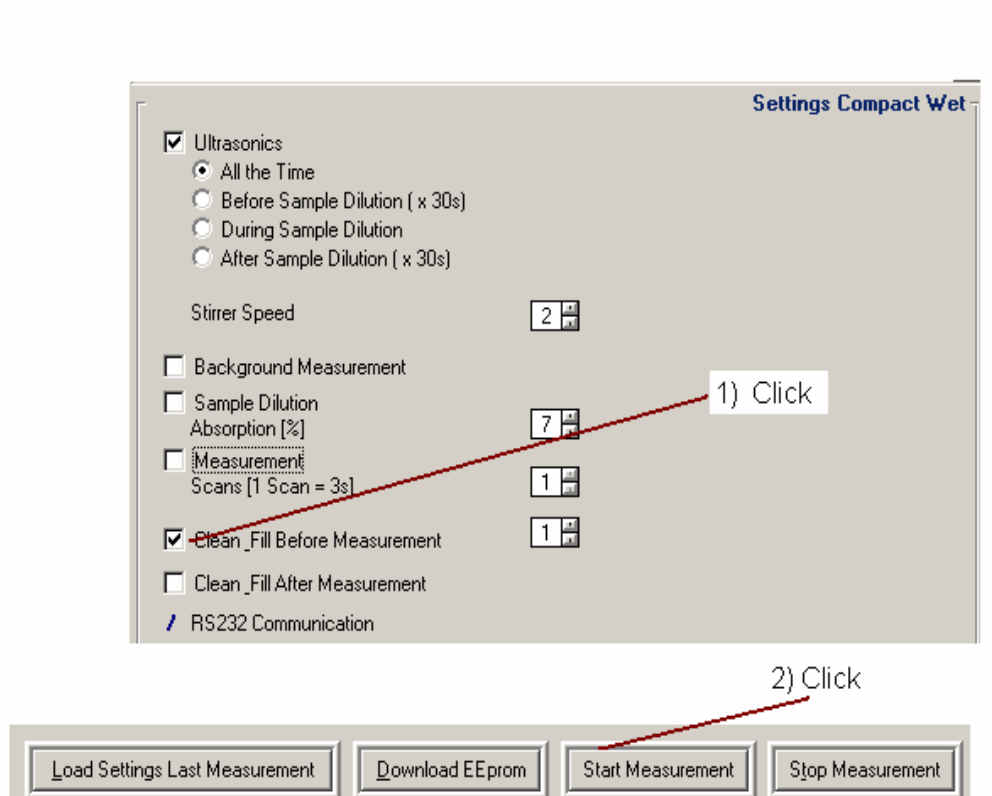 Settings Compact Wet
Ultrasonics
All the Time
Before Sample Dilution ( x 30s)
During Sample Dilution
After Sample Dilution ( x 30s)
Stirrer Speed 2
Background Measurement
1) Click
Sample Dilution
Absorption [%] 7
Measurement
Scans [1 Scan = 3s] 1
Clean_Fill Before Measurement 1
Clean_Fill After Measurement
/ RS232 Communication
2) Click
Load Settings Last Measurement Download EEprom Start Measurement Stop Measurement